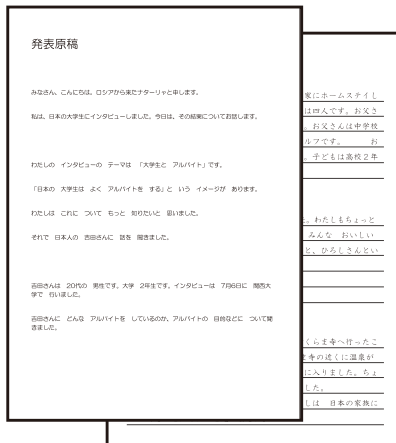 発表原稿
みなさん、こんにちは。ロシアから来たナターリャと申します。
私は、日本の大学生にインタビューしました。今日は、その結果についてお話します。
わたしの インタビューの テーマは 「大学生と アルバイト」です。
「日本の 大学生は よく アルバイトを する」と いう イメージが あります。
わたしは これに ついて もっと 知りたいと 思いました。
それで 日本人の 吉田さんに 話を 聞きました。
吉田さんは 20代の 男性です。大学 2年生です。インタビューは 7月6日に 関西大
学で 行いました。
吉田さんに どんな アルバイトを しているのか、アルバイトの 目的などに ついて聞
きました。
家にホームステイし
は四人です。お父さ
。お父さんは中学校
ルフです。 お
。子どもは高校2年
。わたしもちょっと
みんな おいしい
と、ひろしさんとい
くらま寺へ行ったこ
ま寺の近くに温泉が
に入りました。ちょ
した。
しは 日本の家族に